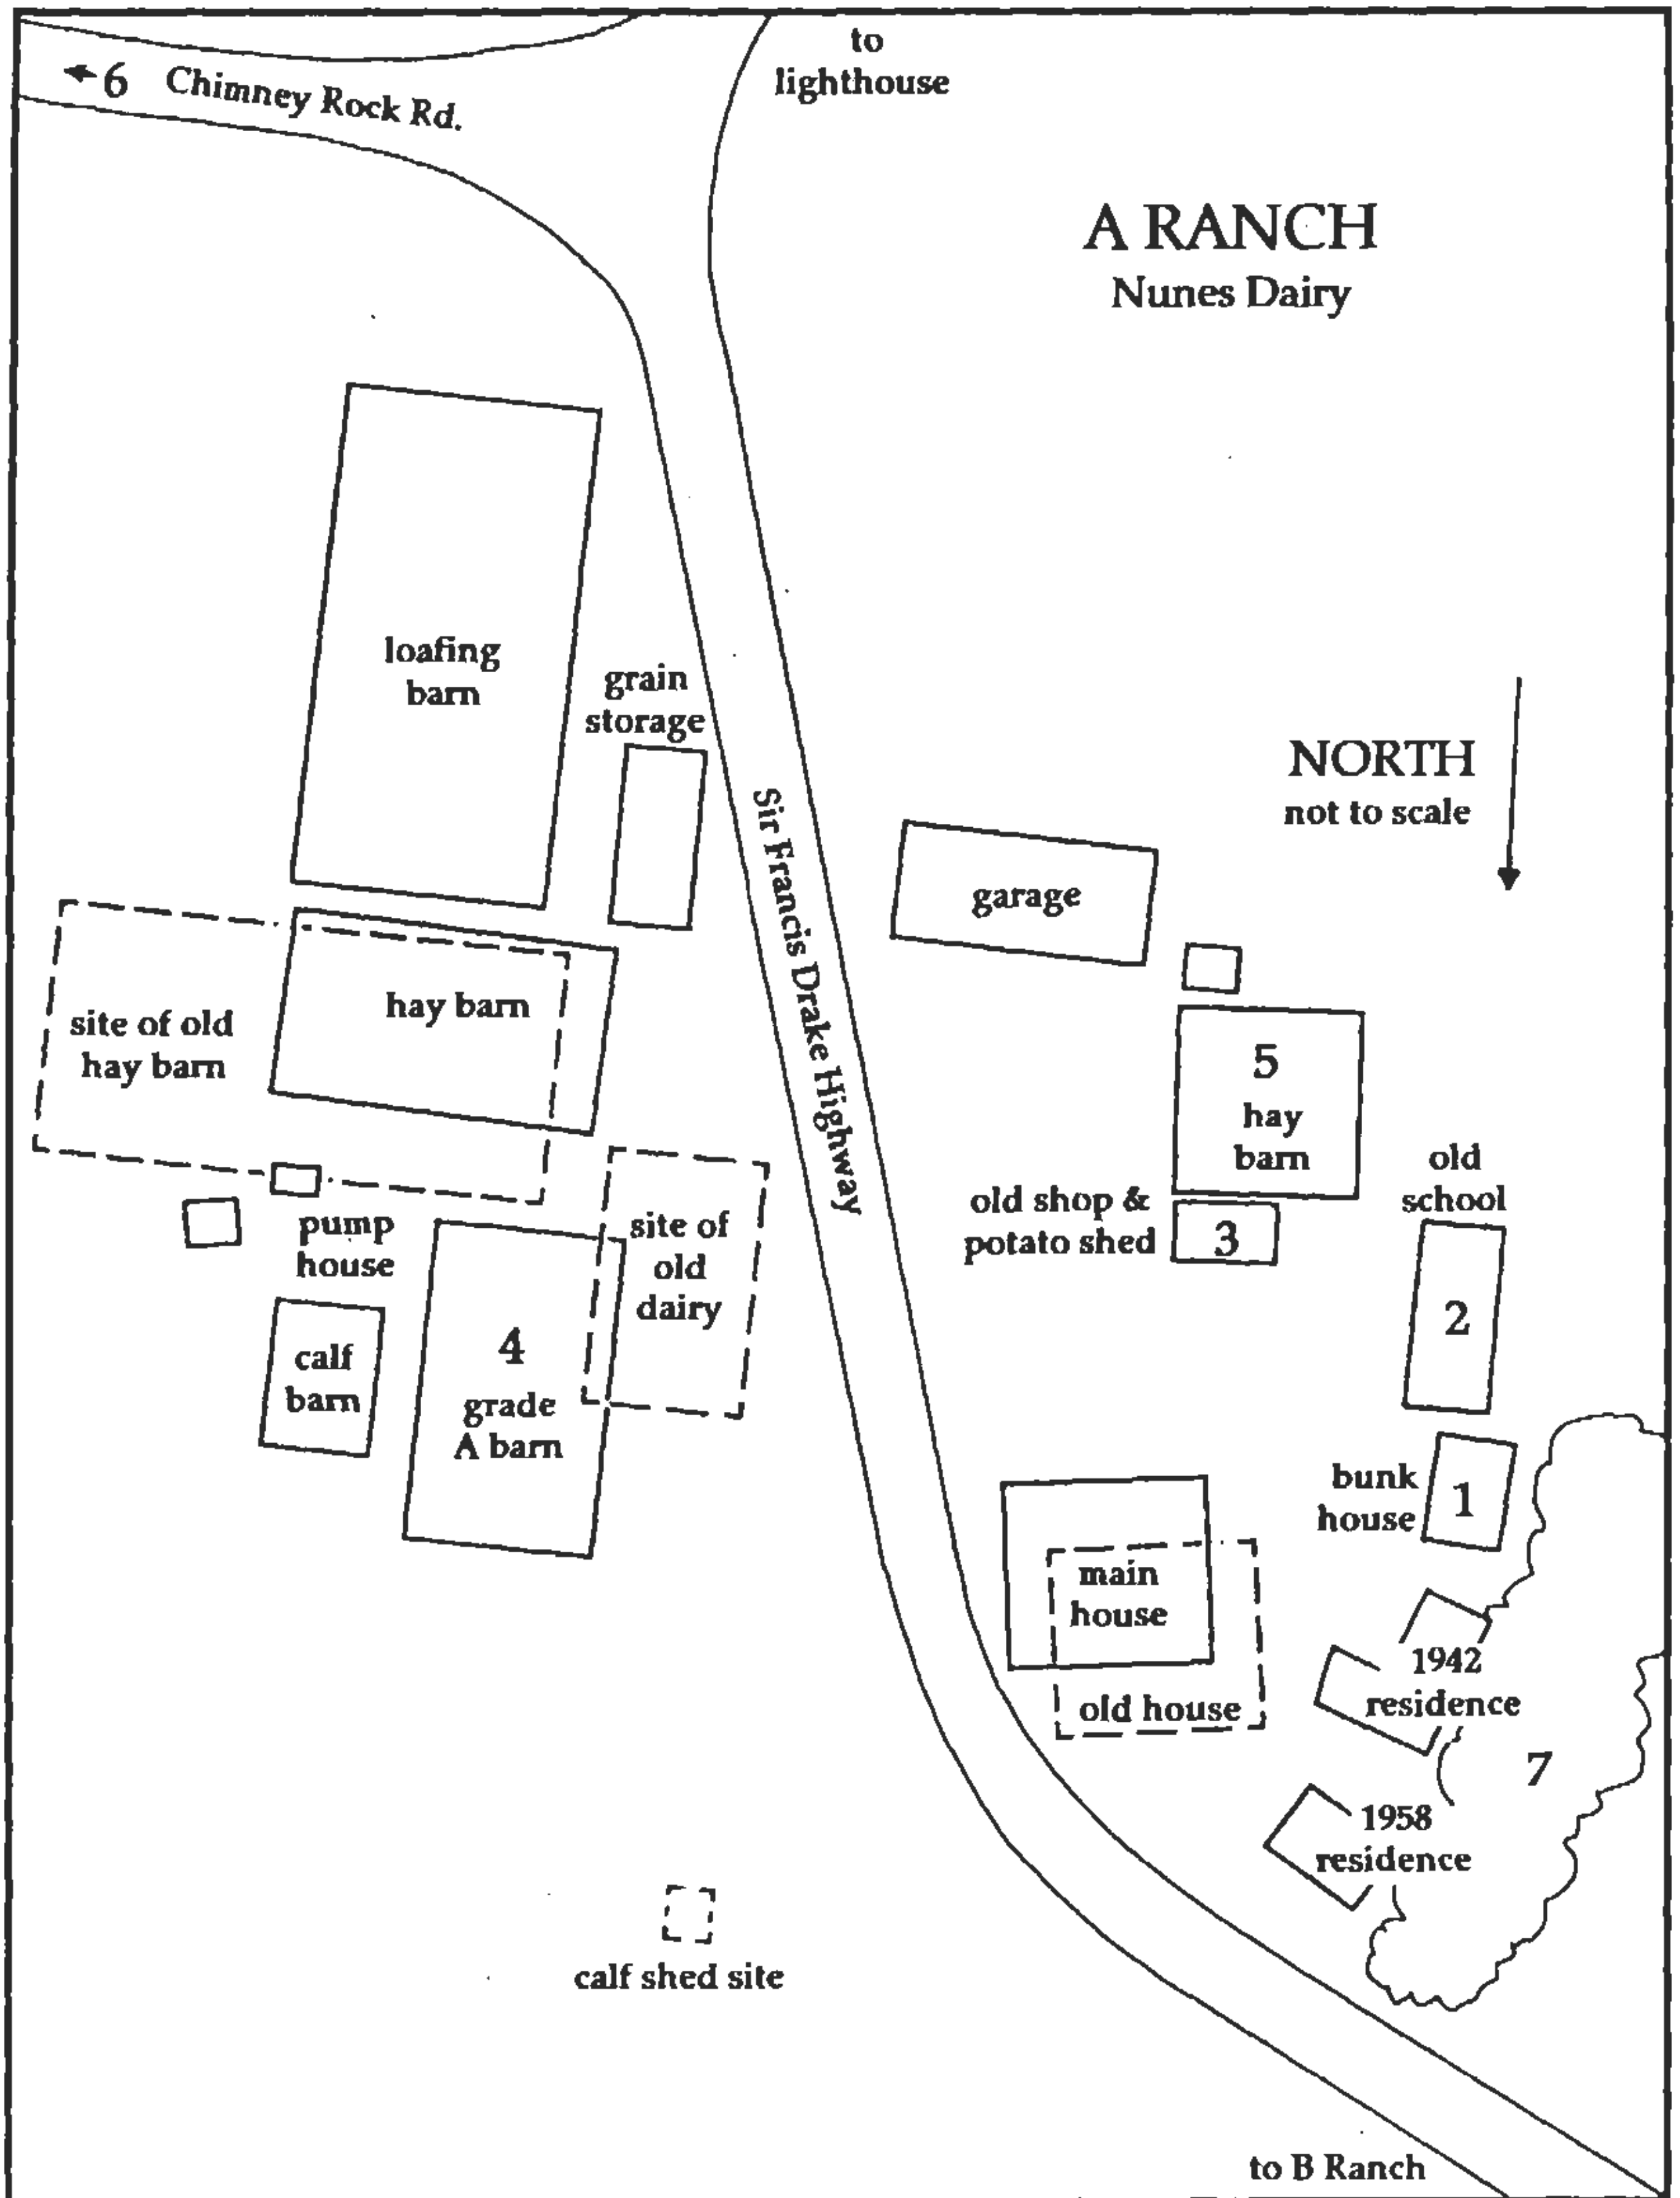 to
lighthouse
6 Chimney Rock Rd.
A RANCH
Nunes Dairy
loafing
barn
grain
storage
NORTH
not to scale
Sir Francis Drake Highway
garage
site of old
hay barn
hay barn
5
hay
barn
old
school
old shop &
potato shed
3
pump
house
site of
old
dairy
2
calf
barn
4
grade
A barn
bunk
house
1
main
house
old house
1942
residence
7
1958
residence
calf shed site
to B Ranch